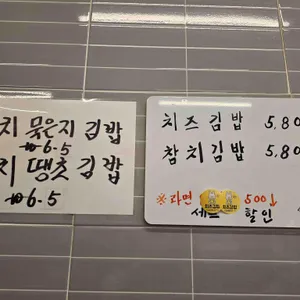 치 묵은지 김밥
₩6.5
치 땡초 김밥
₩6.5
치즈김밥 5.80
참치김밥 5.80
※라면 500↓
세트 할인